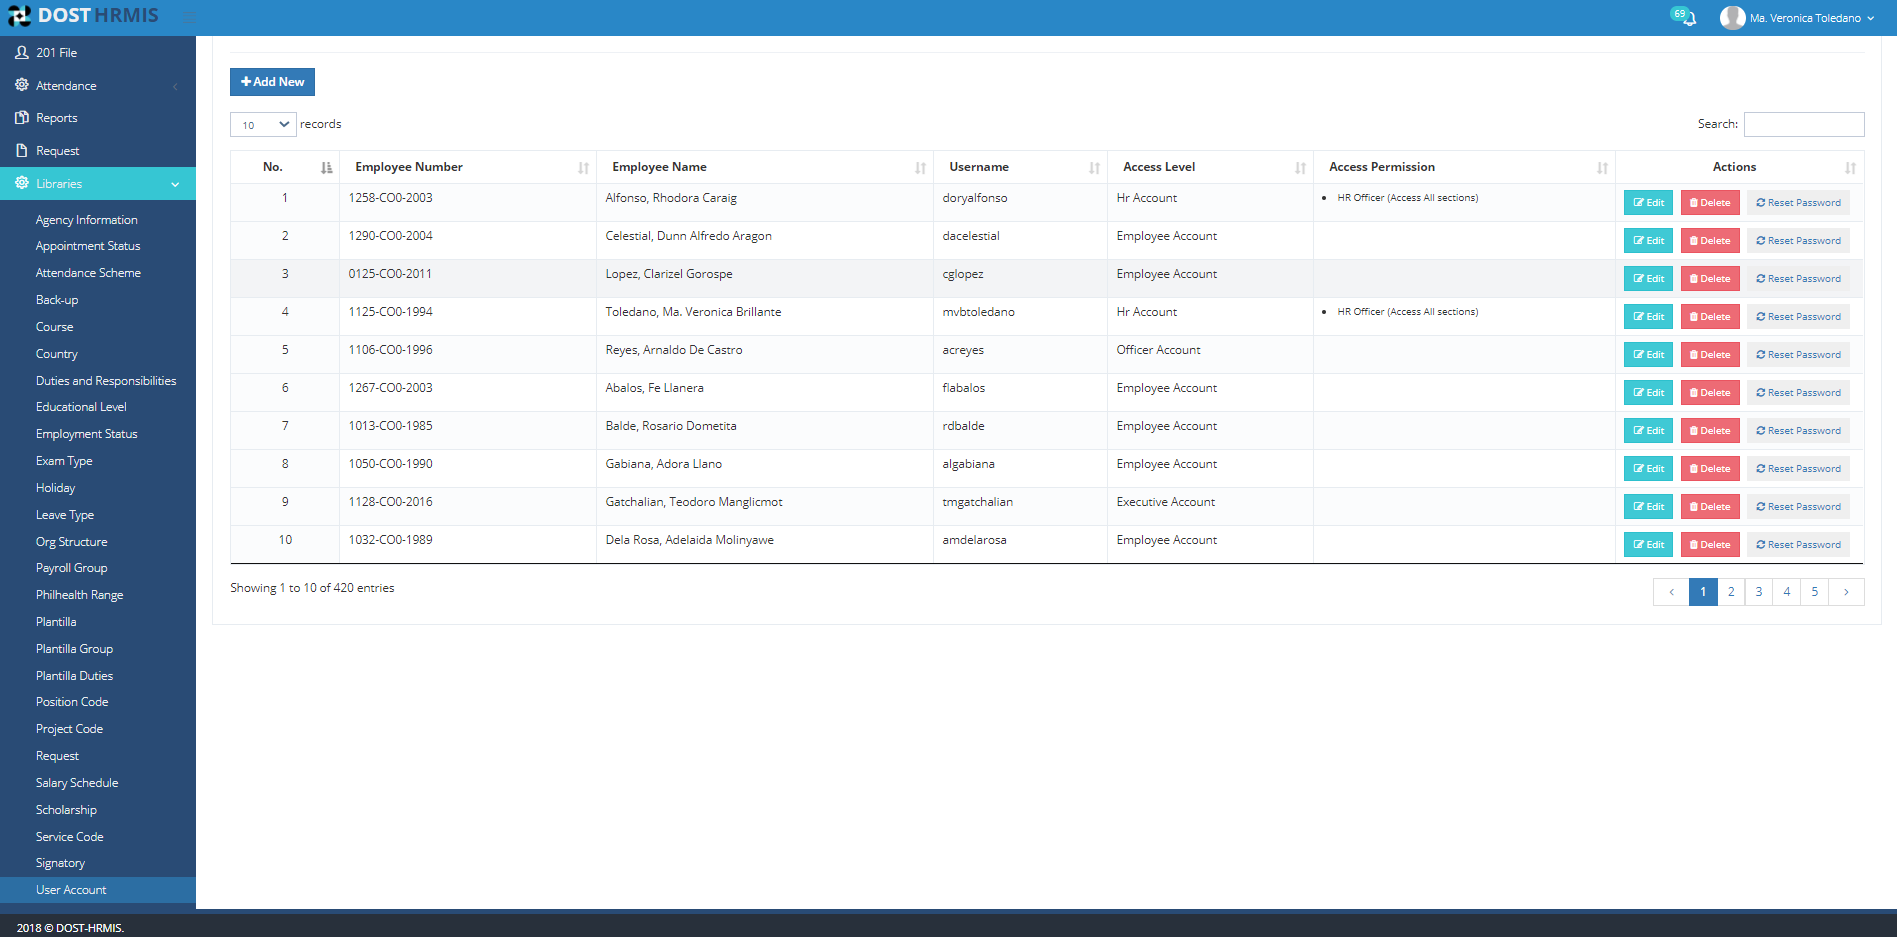 DOST HRMIS
69
Ma. Veronica Toledano
201 File
Attendance
Reports
Request
Libraries
Agency Information
Appointment Status
Attendance Scheme
Back-up
Course
Country
Duties and Responsibilities
Educational Level
Employment Status
Exam Type
Holiday
Leave Type
Org Structure
Payroll Group
Philhealth Range
Plantilla
Plantilla Group
Plantilla Duties
Position Code
Project Code
Request
Salary Schedule
Scholarship
Service Code
Signatory
User Account
Add New
10 records
Search:
No. Employee Number Employee Name Username Access Level Access Permission Actions
1 1258-CO0-2003 Alfonso, Rhodora Caraig doryalfonso Hr Account • HR Officer (Access All sections) Edit Delete Reset Password
2 1290-CO0-2004 Celestial, Dunn Alfredo Aragon dacelestial Employee Account Edit Delete Reset Password
3 0125-CO0-2011 Lopez, Clarizel Gorospe cglopez Employee Account Edit Delete Reset Password
4 1125-CO0-1994 Toledano, Ma. Veronica Brillante mvbtoledano Hr Account • HR Officer (Access All sections) Edit Delete Reset Password
5 1106-CO0-1996 Reyes, Arnaldo De Castro acreyes Officer Account Edit Delete Reset Password
6 1267-CO0-2003 Abalos, Fe Llanera flabalos Employee Account Edit Delete Reset Password
7 1013-CO0-1985 Balde, Rosario Dometita rdbalde Employee Account Edit Delete Reset Password
8 1050-CO0-1990 Gabiana, Adora Llano algabiana Employee Account Edit Delete Reset Password
9 1128-CO0-2016 Gatchalian, Teodoro Manglicmot tmgatchalian Executive Account Edit Delete Reset Password
10 1032-CO0-1989 Dela Rosa, Adelaida Molinyawe amdelarosa Employee Account Edit Delete Reset Password
Showing 1 to 10 of 420 entries
< 1 2 3 4 5 >
2018 © DOST-HRMIS.